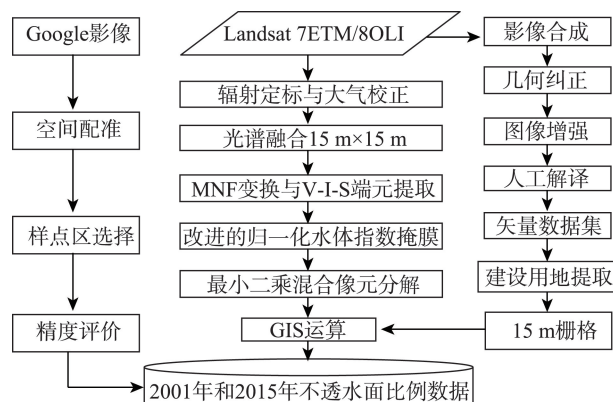 Google影像
空间配准
样点区选择
精度评价
Landsat 7ETM/8OLI
辐射定标与大气校正
光谱融合15 m×15 m
MNF变换与V-I-S端元提取
改进的归一化水体指数掩膜
最小二乘混合像元分解
GIS运算
影像合成
几何纠正
图像增强
人工解译
矢量数据集
建设用地提取
15 m栅格
2001年和2015年不透水面比例数据